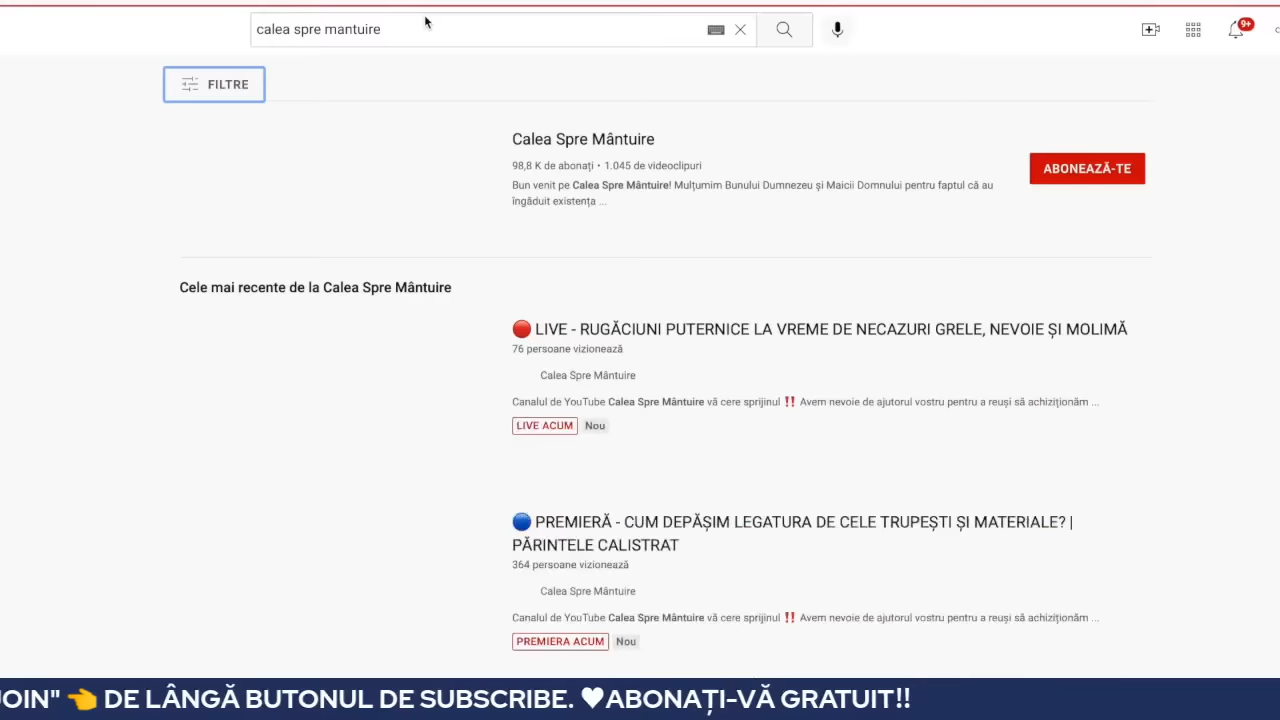 calea spre mantuire
9+
FILTRE
Calea Spre Mântuire
98,8 K de abonați • 1.045 de videoclipuri
Bun venit pe Calea Spre Mântuire! Mulțumim Bunului Dumnezeu și Maicii Domnului pentru faptul că au
îngăduit existența ...
ABONEAZĂ-TE
Cele mai recente de la Calea Spre Mântuire
🔴 LIVE - RUGĂCIUNI PUTERNICE LA VREME DE NECAZURI GRELE, NEVOIE ȘI MOLIMĂ
76 persoane vizionează
Calea Spre Mântuire
Canalul de YouTube Calea Spre Mântuire vă cere sprijinul ‼️ Avem nevoie de ajutorul vostru pentru a reuși să achiziționăm ...
LIVE ACUM Nou
🔵 PREMIERĂ - CUM DEPĂȘIM LEGATURA DE CELE TRUPEȘTI ȘI MATERIALE? |
PĂRINTELE CALISTRAT
364 persoane vizionează
Calea Spre Mântuire
Canalul de YouTube Calea Spre Mântuire vă cere sprijinul ‼️ Avem nevoie de ajutorul vostru pentru a reuși să achiziționăm ...
PREMIERA ACUM Nou
OIN" 👈 DE LÂNGĂ BUTONUL DE SUBSCRIBE. ♥ABONAȚI-VĂ GRATUIT!!